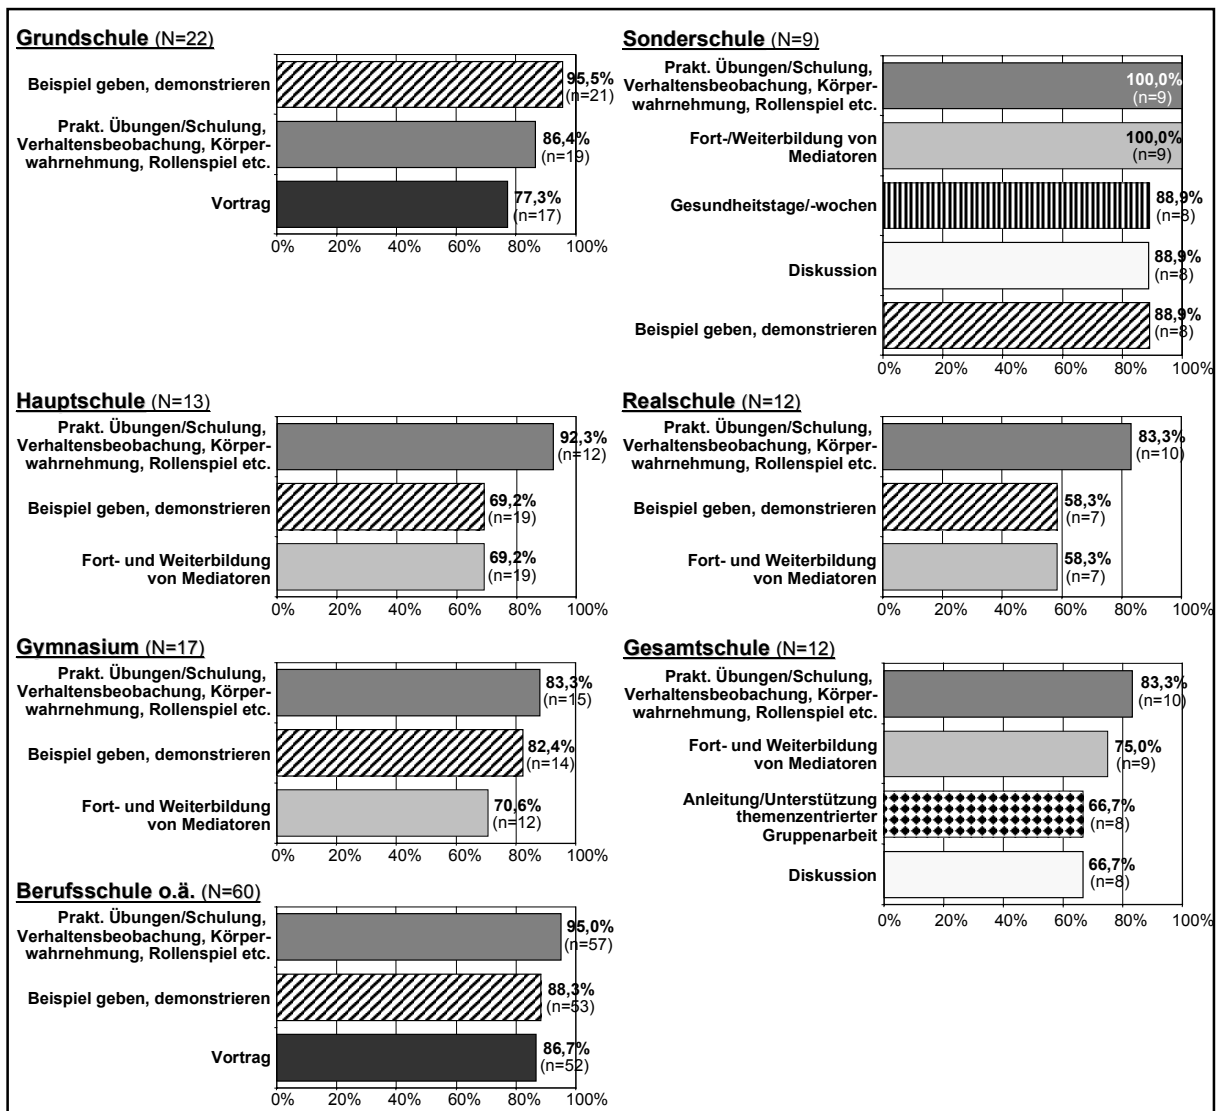 Grundschule (N=22)
Beispiel geben, demonstrieren
95,5%
(n=21)
Prakt. Übungen/Schulung,
Verhaltensbeobachung, Körper-
wahrnehmung, Rollenspiel etc.
86,4%
(n=19)
Vortrag
77,3%
(n=17)
0% 20% 40% 60% 80% 100%
Sonderschule (N=9)
Prakt. Übungen/Schulung,
Verhaltensbeobachung, Körper-
wahrnehmung, Rollenspiel etc.
100,0%
(n=9)
Fort-/Weiterbildung von
Mediatoren
100,0%
(n=9)
Gesundheitstage/-wochen
88,9%
(n=8)
Diskussion
88,9%
(n=8)
Beispiel geben, demonstrieren
88,9%
(n=8)
0% 20% 40% 60% 80% 100%
Hauptschule (N=13)
Prakt. Übungen/Schulung,
Verhaltensbeobachung, Körper-
wahrnehmung, Rollenspiel etc.
92,3%
(n=12)
Beispiel geben, demonstrieren
69,2%
(n=19)
Fort- und Weiterbildung
von Mediatoren
69,2%
(n=19)
0% 20% 40% 60% 80% 100%
Realschule (N=12)
Prakt. Übungen/Schulung,
Verhaltensbeobachung, Körper-
wahrnehmung, Rollenspiel etc.
83,3%
(n=10)
Beispiel geben, demonstrieren
58,3%
(n=7)
Fort- und Weiterbildung
von Mediatoren
58,3%
(n=7)
0% 20% 40% 60% 80% 100%
Gymnasium (N=17)
Prakt. Übungen/Schulung,
Verhaltensbeobachung, Körper-
wahrnehmung, Rollenspiel etc.
83,3%
(n=15)
Beispiel geben, demonstrieren
82,4%
(n=14)
Fort- und Weiterbildung
von Mediatoren
70,6%
(n=12)
0% 20% 40% 60% 80% 100%
Gesamtschule (N=12)
Prakt. Übungen/Schulung,
Verhaltensbeobachung, Körper-
wahrnehmung, Rollenspiel etc.
83,3%
(n=10)
Fort- und Weiterbildung
von Mediatoren
75,0%
(n=9)
Anleitung/Unterstützung
themenzentrierter
Gruppenarbeit
66,7%
(n=8)
Diskussion
66,7%
(n=8)
0% 20% 40% 60% 80% 100%
Berufsschule o.ä. (N=60)
Prakt. Übungen/Schulung,
Verhaltensbeobachung, Körper-
wahrnehmung, Rollenspiel etc.
95,0%
(n=57)
Beispiel geben, demonstrieren
88,3%
(n=53)
Vortrag
86,7%
(n=52)
0% 20% 40% 60% 80% 100%